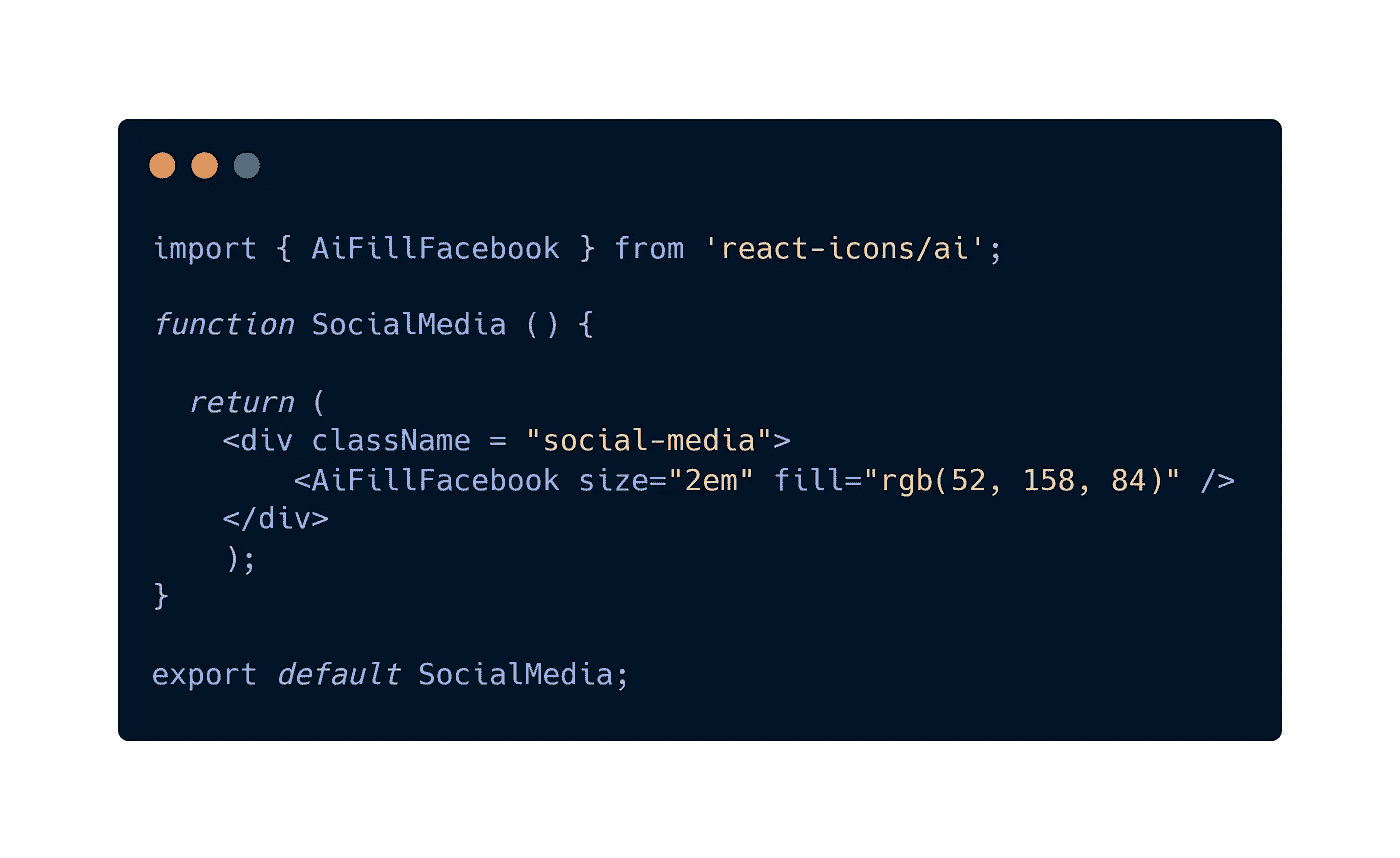 import { AiFillFacebook } from 'react-icons/ai';
function SocialMedia () {
return (
<div className = "social-media">
<AiFillFacebook size="2em" fill="rgb(52, 158, 84)" />
</div>
);
}
export default SocialMedia;